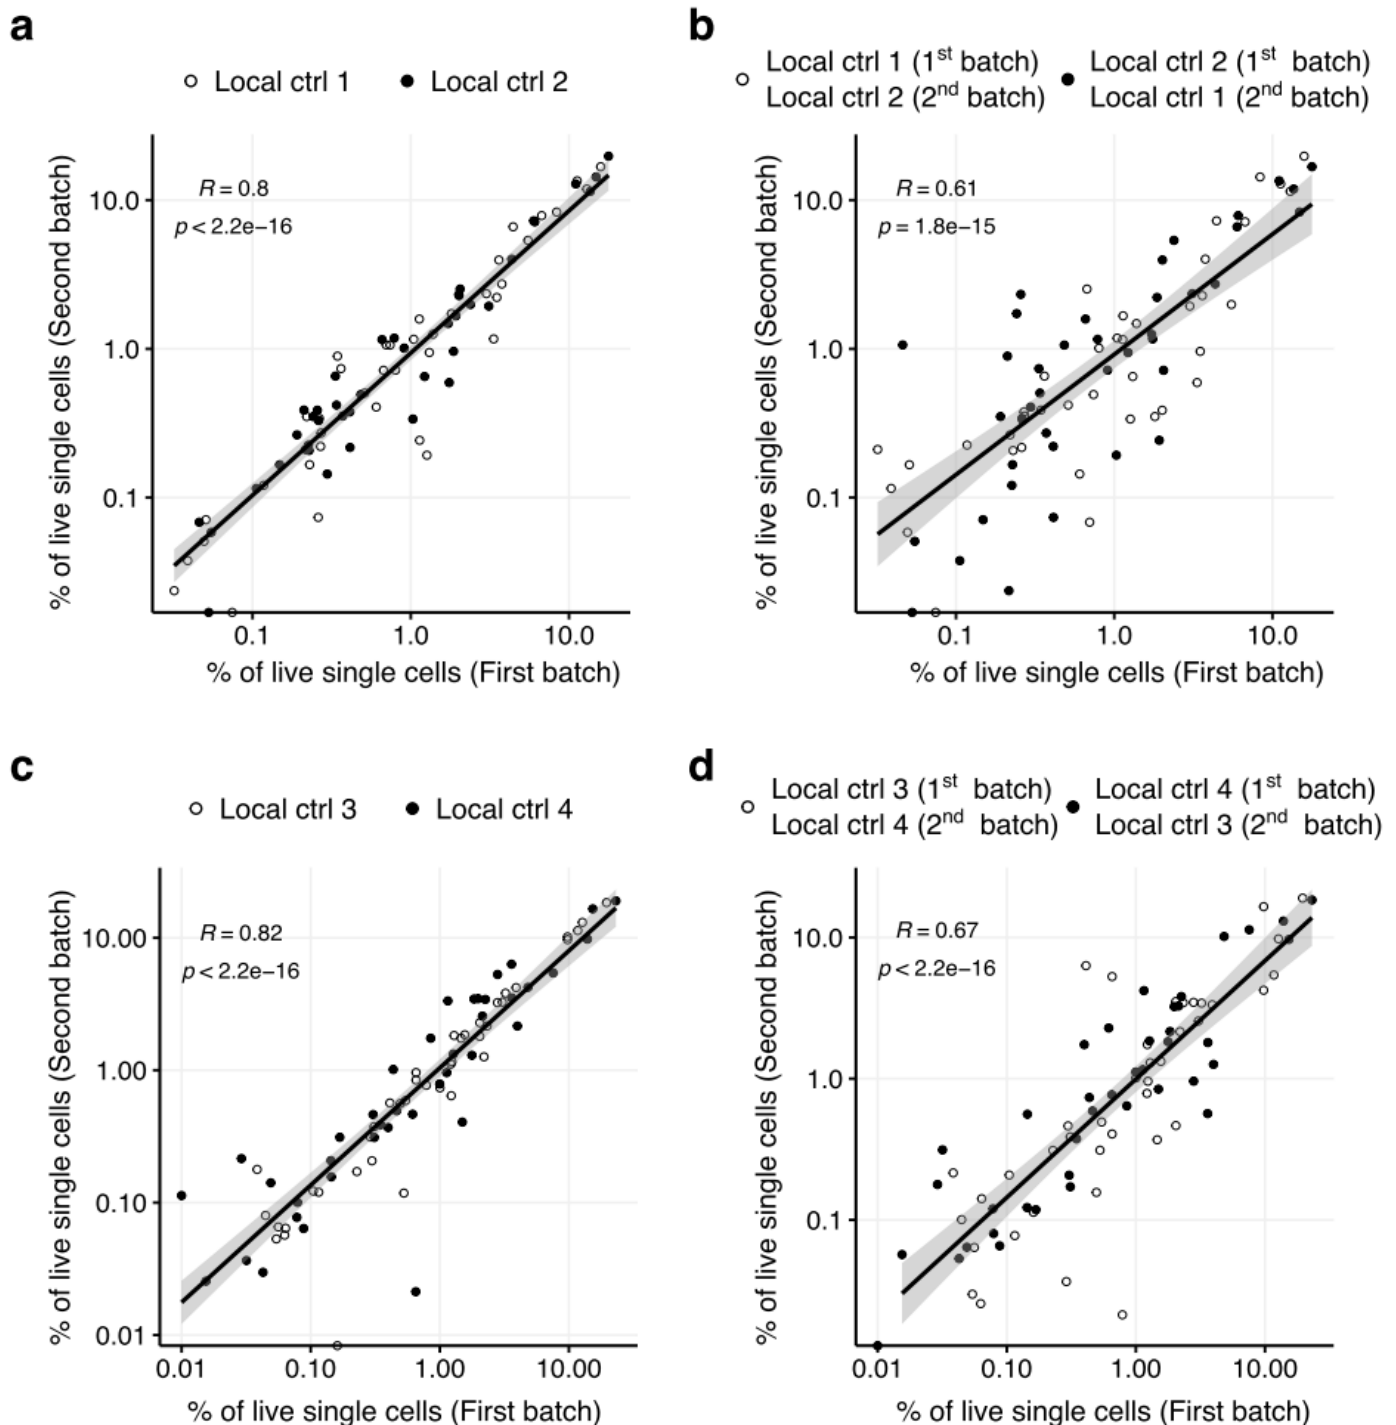 a
Local ctrl 1
Local ctrl 2
R = 0.8
p < 2.2e−16
% of live single cells (Second batch)
10.0
1.0
0.1
0.1
1.0
10.0
% of live single cells (First batch)
b
Local ctrl 1 (1st batch)
Local ctrl 2 (2nd batch)
Local ctrl 2 (1st batch)
Local ctrl 1 (2nd batch)
R = 0.61
p = 1.8e−15
% of live single cells (Second batch)
10.0
1.0
0.1
0.1
1.0
10.0
% of live single cells (First batch)
c
Local ctrl 3
Local ctrl 4
R = 0.82
p < 2.2e−16
% of live single cells (Second batch)
10.00
1.00
0.10
0.01
0.01
0.10
1.00
10.00
% of live single cells (First batch)
d
Local ctrl 3 (1st batch)
Local ctrl 4 (2nd batch)
Local ctrl 4 (1st batch)
Local ctrl 3 (2nd batch)
R = 0.67
p < 2.2e−16
% of live single cells (Second batch)
10.0
1.0
0.1
0.01
0.10
1.00
10.00
% of live single cells (First batch)